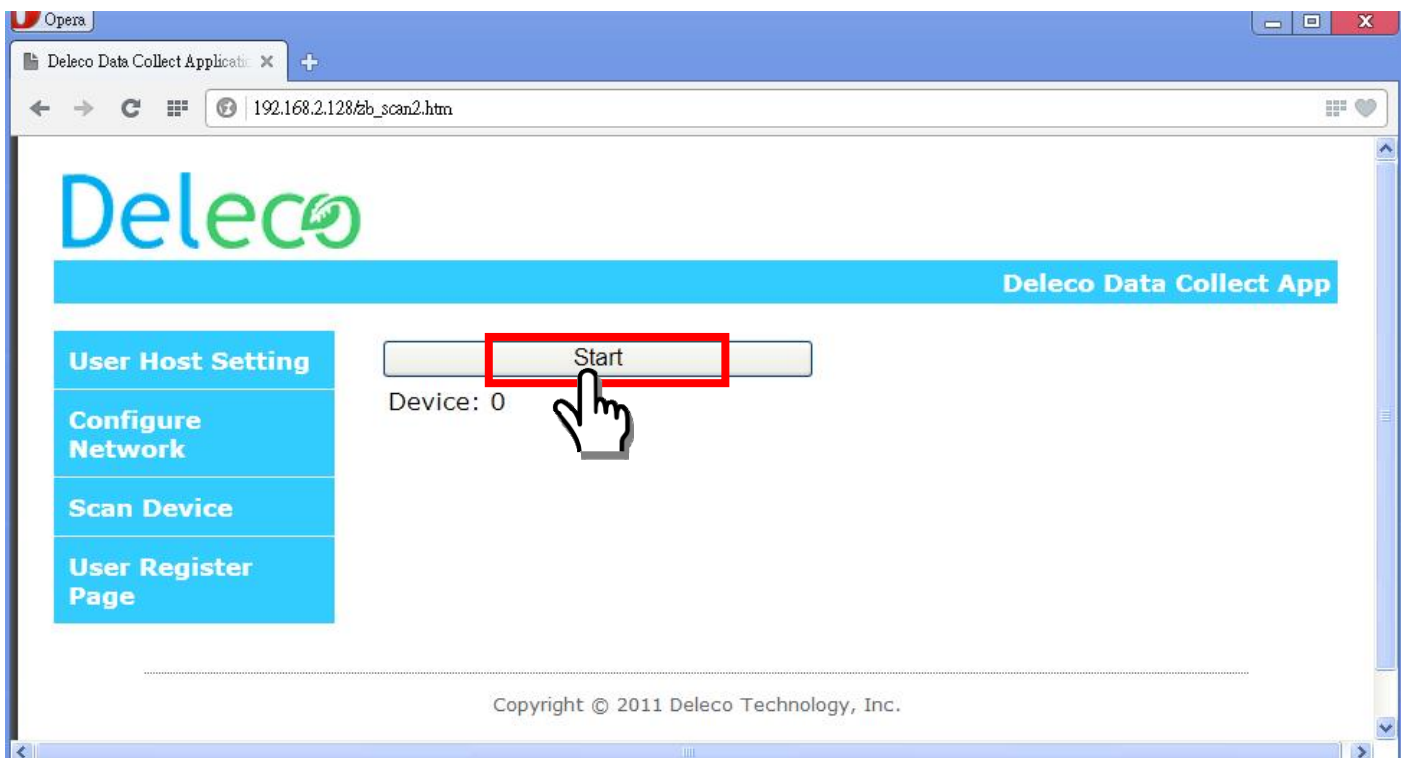 Opera
Deleco Data Collect Applicati
192.168.2.128/zb_scan2.htm
Deleco
Deleco Data Collect App
User Host Setting
Configure
Network
Scan Device
User Register
Page
Start
Device: 0
Copyright © 2011 Deleco Technology, Inc.